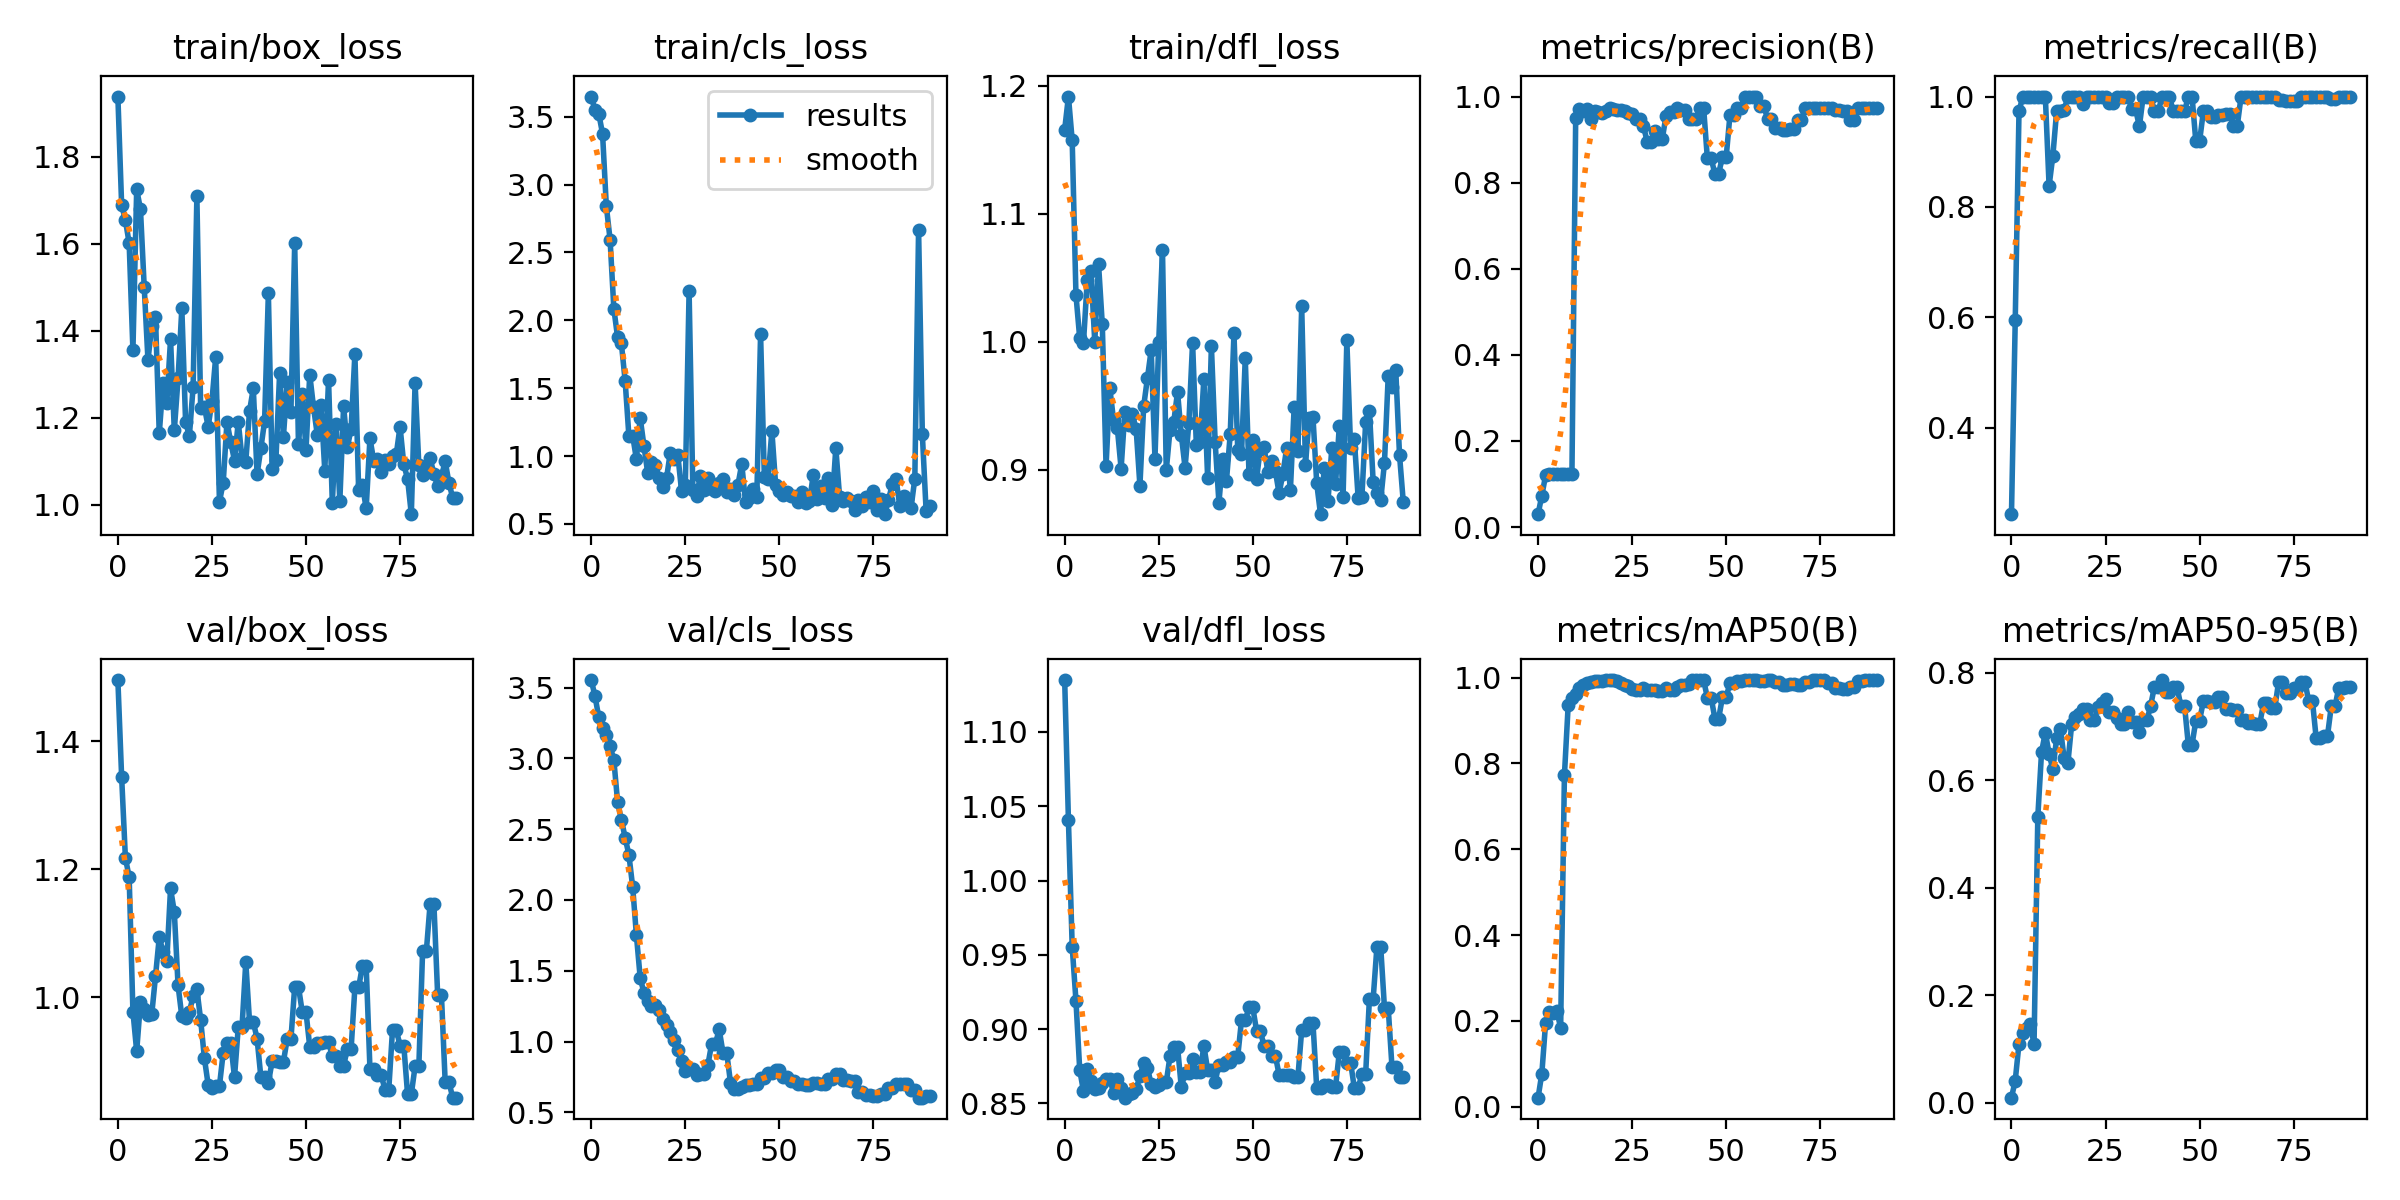 train/box_loss
train/cls_loss
train/dfl_loss
metrics/precision(B)
metrics/recall(B)
results
smooth
1.8
1.6
1.4
1.2
1.0
0 25 50 75
3.5
3.0
2.5
2.0
1.5
1.0
0.5
0 25 50 75
1.2
1.1
1.0
0.9
0 25 50 75
1.0
0.8
0.6
0.4
0.2
0.0
0 25 50 75
1.0
0.8
0.6
0.4
0 25 50 75
val/box_loss
val/cls_loss
val/dfl_loss
metrics/mAP50(B)
metrics/mAP50-95(B)
1.4
1.2
1.0
0 25 50 75
3.5
3.0
2.5
2.0
1.5
1.0
0.5
0 25 50 75
1.10
1.05
1.00
0.95
0.90
0.85
0 25 50 75
1.0
0.8
0.6
0.4
0.2
0.0
0 25 50 75
0.8
0.6
0.4
0.2
0.0
0 25 50 75